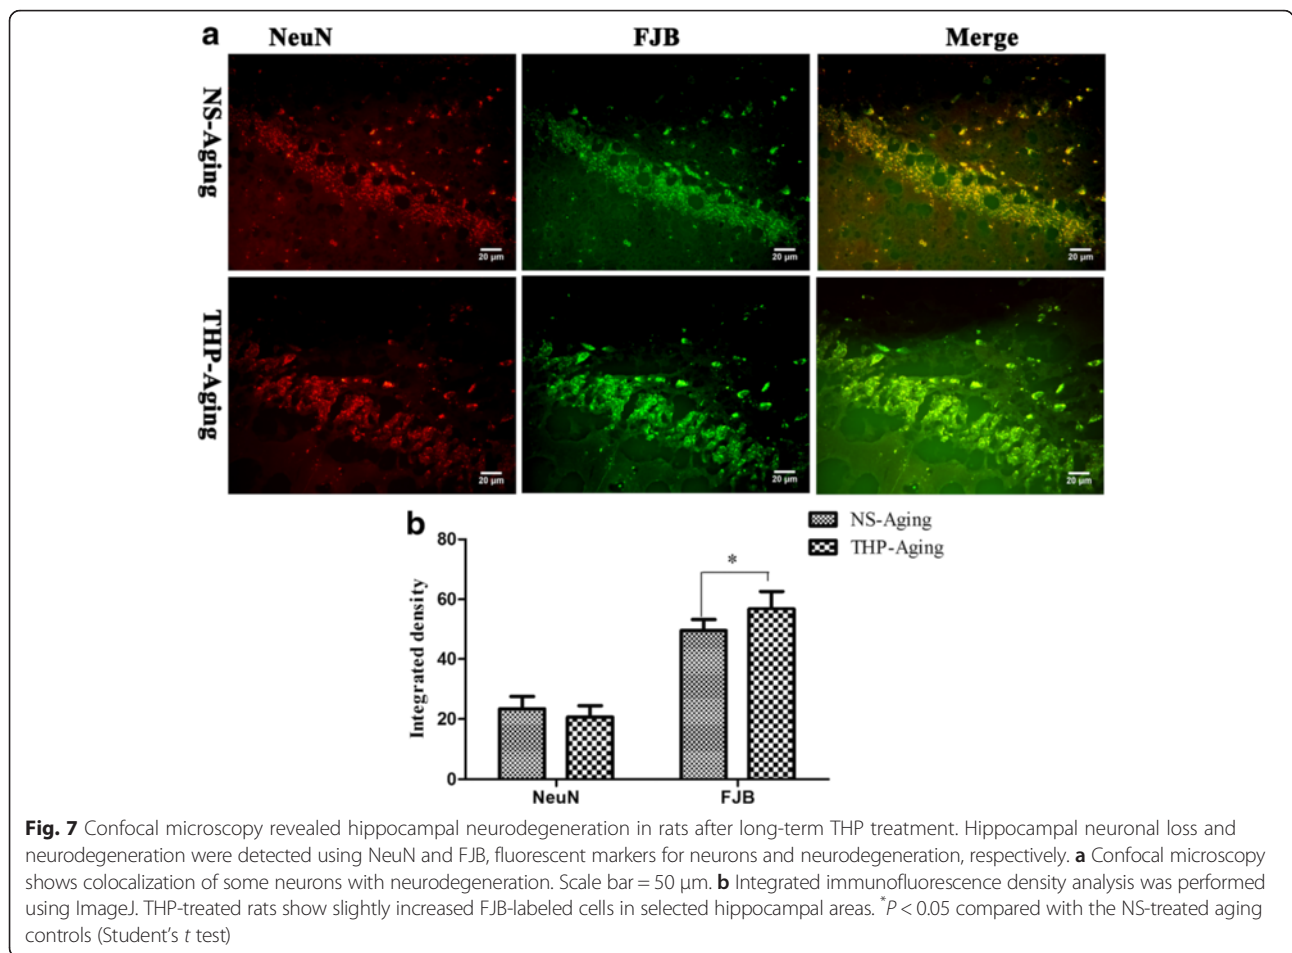 a
NeuN FJB Merge
NS-Aging
20 µm 20 µm 20 µm
THP-Aging
20 µm 20 µm 20 µm
b
NS-Aging
THP-Aging
Integrated density
80
60
40
20
0
*
NeuN FJB
Fig. 7 Confocal microscopy revealed hippocampal neurodegeneration in rats after long-term THP treatment. Hippocampal neuronal loss and
neurodegeneration were detected using NeuN and FJB, fluorescent markers for neurons and neurodegeneration, respectively. a Confocal microscopy
shows colocalization of some neurons with neurodegeneration. Scale bar = 50 µm. b Integrated immunofluorescence density analysis was performed
using ImageJ. THP-treated rats show slightly increased FJB-labeled cells in selected hippocampal areas. *P < 0.05 compared with the NS-treated aging
controls (Student's t test)